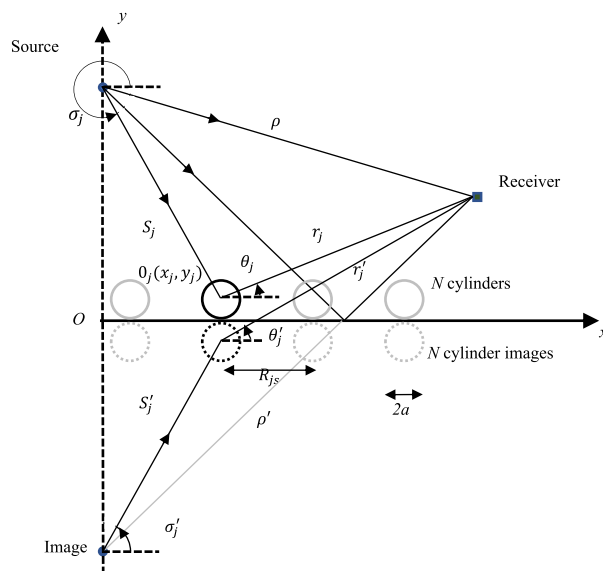 y
Source
σ_j
ρ
Receiver
S_j
r_j
θ_j
r_j′
0_j(x_j, y_j)
N cylinders
O
x
θ_j′
N cylinder images
R_js
S_j′
2a
ρ′
σ_j′
Image